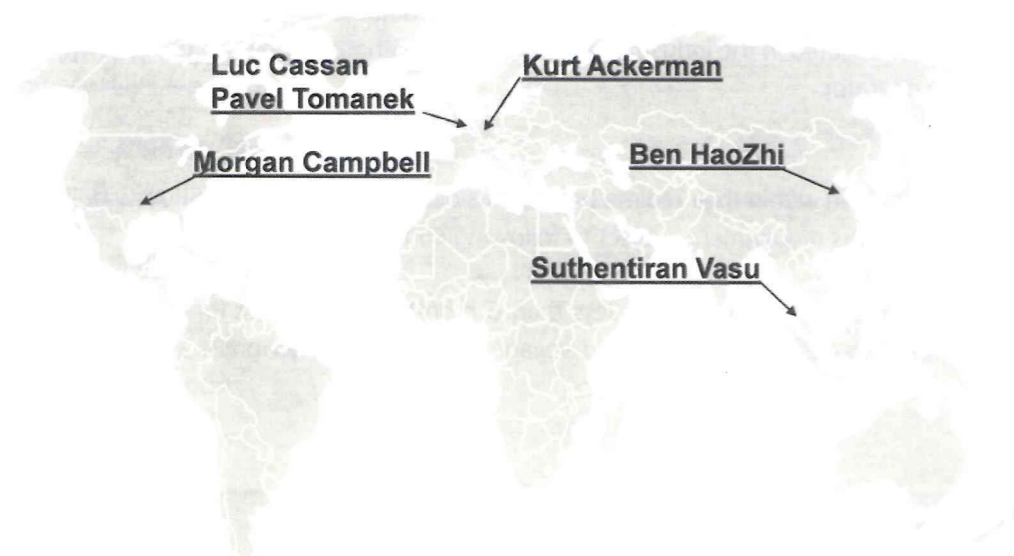 Luc Cassan
Pavel Tomanek
Kurt Ackerman
Morgan Campbell
Ben HaoZhi
Suthentiran Vasu